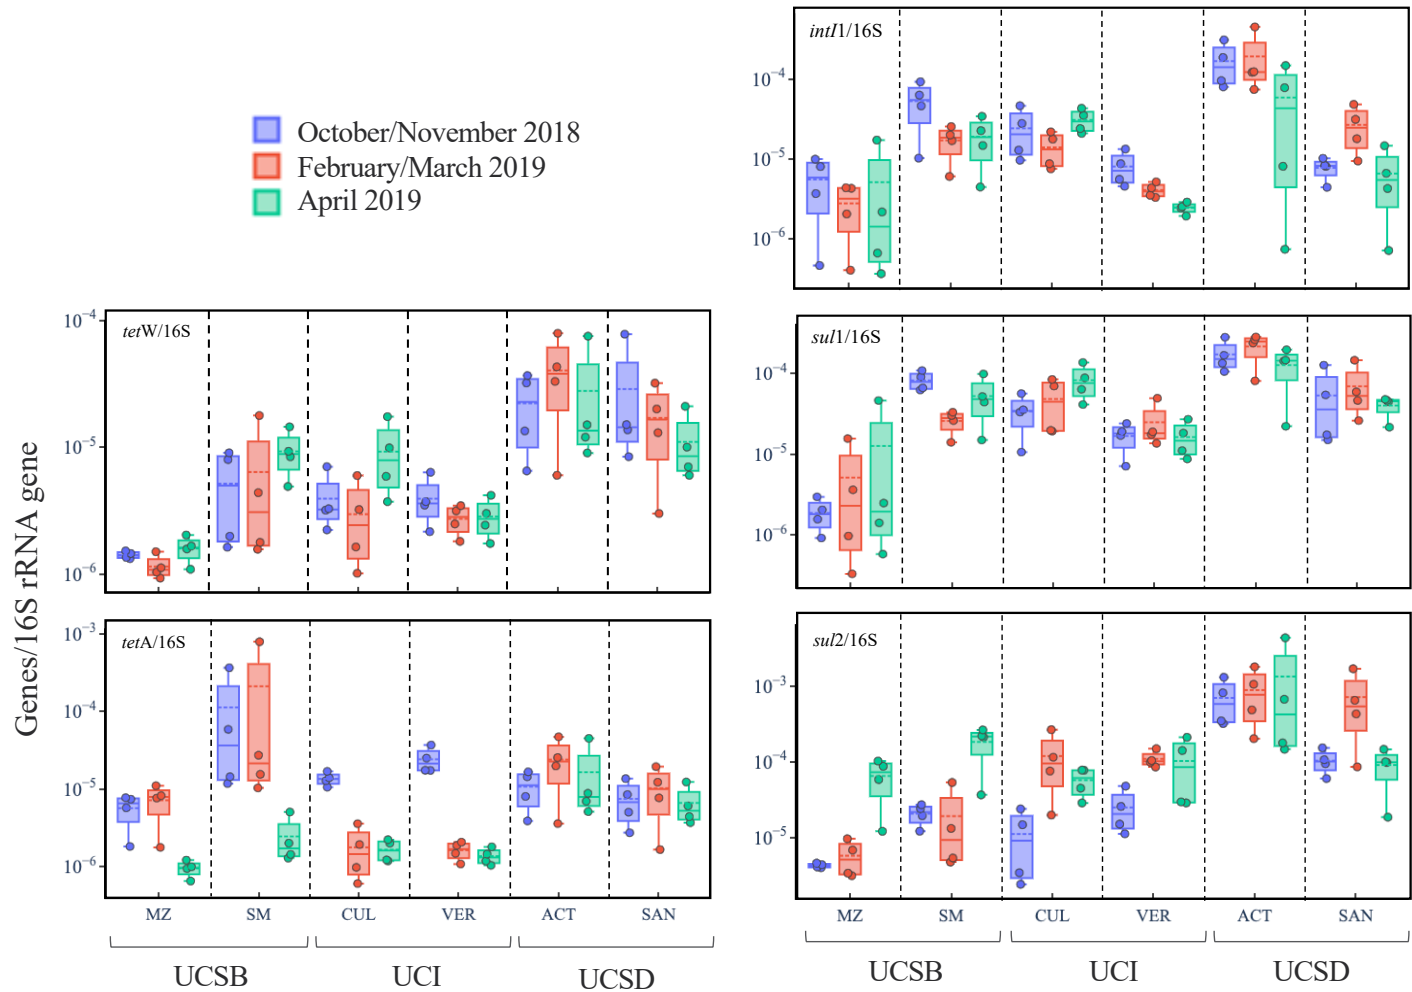 October/November 2018
February/March 2019
April 2019
Genes/16S rRNA gene
intI1/16S
10⁻⁴
10⁻⁵
10⁻⁶
tetW/16S
10⁻⁴
10⁻⁵
10⁻⁶
sul1/16S
10⁻⁴
10⁻⁵
10⁻⁶
tetA/16S
10⁻³
10⁻⁴
10⁻⁵
10⁻⁶
MZ SM CUL VER ACT SAN
UCSB UCI UCSD
sul2/16S
10⁻³
10⁻⁴
10⁻⁵
MZ SM CUL VER ACT SAN
UCSB UCI UCSD